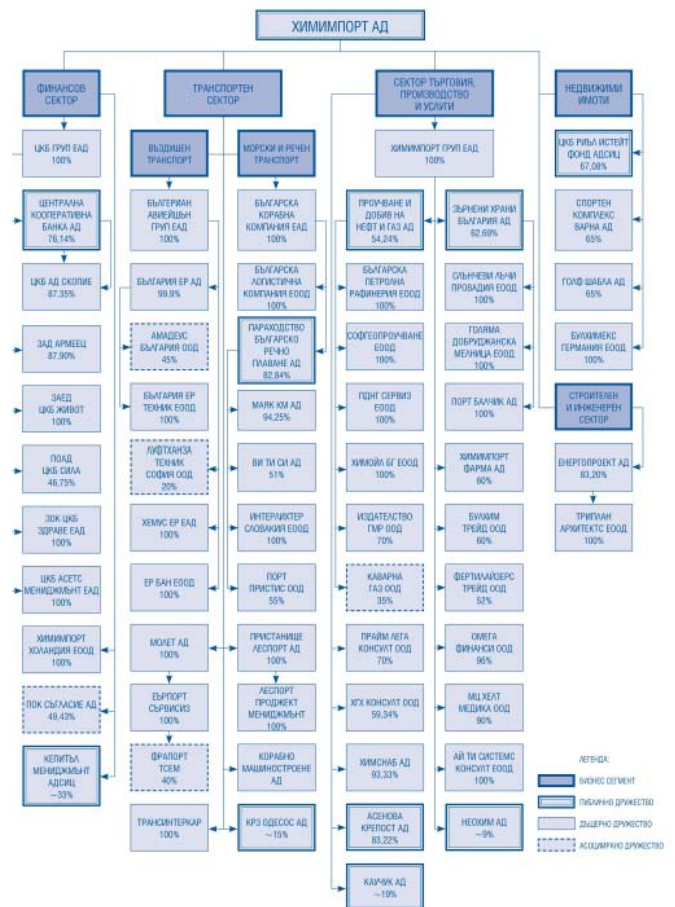 ХИМИМПОРТ АД
ФИНАНСОВ
СЕКТОР
ЦКБ ГРУП ЕАД
100%
ЦЕНТРАЛНА
КООПЕРАТИВНА
БАНКА АД
76,14%
ЦКБ АД СКОПИЕ
87,35%
ЗАД АРМЕЕЦ
87,90%
ЗАЕД
ЦКБ ЖИВОТ
100%
ПОАД
ЦКБ СИЛА
46,75%
ЗОК ЦКБ
ЗДРАВЕ ЕАД
100%
ЦКБ АСЕТС
МЕНИДЖМЪНТ ЕАД
100%
ХИМИМПОРТ
ХОЛАНДИЯ ЕООД
100%
ПОК СЪГЛАСИЕ АД
49,43%
КЕПИТЪЛ
МЕНИДЖМЪНТ
АДСИЦ
~33%
ТРАНСПОРТЕН
СЕКТОР
ВЪЗДУШЕН
ТРАНСПОРТ
БЪЛГЕРИАН
АВИЕЙШЪН
ГРУП ЕАД
100%
БЪЛГАРИЯ ЕР АД
99,9%
АМАДЕУС
БЪЛГАРИЯ ООД
45%
БЪЛГАРИЯ ЕР
ТЕХНИК ЕООД
100%
ЛУФТХАНЗА
ТЕХНИК
СОФИЯ ООД
20%
ХЕМУС ЕР ЕАД
100%
ЕР БАН ЕООД
100%
МОЛЕТ АД
100%
ЕЪРПОРТ
СЪРВИСИЗ
100%
ФРАПОРТ
ТСЕМ
40%
ТРАНСИНТЕРКАР
100%
МОРСКИ И РЕЧЕН
ТРАНСПОРТ
БЪЛГАРСКА
КОРАБНА
КОМПАНИЯ ЕАД
100%
БЪЛГАРСКА
ЛОГИСТИЧНА
КОМПАНИЯ ЕООД
100%
ПАРАХОДСТВО
БЪЛГАРСКО
РЕЧНО
ПЛАВАНЕ АД
82,84%
МАЯК КМ АД
94,25%
ВИ ТИ СИ АД
51%
ИНТЕРЛИХТЕР
СЛОВАКИЯ ЕООД
100%
ПОРТ
ПРИСТИС ООД
55%
ПРИСТАНИЩЕ
ЛЕСПОРТ АД
100%
ЛЕСПОРТ
ПРОДЖЕКТ
МЕНИДЖМЪНТ
100%
КОРАБНО
МАШИНОСТРОЕНЕ
АД
КРЗ ОДЕСОС АД
~15%
СЕКТОР ТЪРГОВИЯ,
ПРОИЗВОДСТВО
И УСЛУГИ
ХИМИМПОРТ ГРУП ЕАД
100%
ПРОУЧВАНЕ И
ДОБИВ НА
НЕФТ И ГАЗ АД
54,24%
БЪЛГАРСКА
ПЕТРОЛНА
РАФИНЕРИЯ ЕООД
100%
СОФГЕОПРОУЧВАНЕ
ЕООД
100%
ПДНГ СЕРВИЗ
ЕООД
100%
ХИМОЙЛ БГ ЕООД
100%
ИЗДАТЕЛСТВО
ГЕОЛОГИЯ И МИНЕРАЛНИ
70%
КАВАРНА
ГАЗ ООД
35%
ПРАЙМ ЛЕГА
КОНСУЛТ ООД
70%
ХГХ КОНСУЛТ ООД
59,34%
ХИМСНАБ АД
93,33%
АСЕНОВА
КРЕПОСТ АД
83,22%
КАУЧУК АД
~19%
ЗЪРНЕНИ ХРАНИ
БЪЛГАРИЯ АД
62,60%
СЛЪНЧЕВИ ЛЪЧИ
ПРОВАДИЯ ЕООД
100%
ГОЛЯМА
ДОБРУДЖАНСКА
МЕЛНИЦА ЕООД
100%
ПОРТ БАЛЧИК АД
100%
ХИМИМПОРТ
ФАРМА АД
60%
БУЛХИМ
ТРЕЙД ООД
60%
ФЕРТИЛАЙЗЕРС
ТРЕЙД ООД
52%
ОМЕГА
ФИНАНСИ ООД
96%
МЦ ХЕЛТ
МЕДИКА ООД
90%
АЙ ТИ СИСТЕМС
КОНСУЛТ ЕООД
100%
НЕОХИМ АД
~9%
НЕДВИЖИМИ
ИМОТИ
ЦКБ РИЪЛ ИСТЕЙТ
ФОНД АДСИЦ
67,08%
СПОРТЕН
КОМПЛЕКС
ВАРНА АД
65%
ГОЛФ ШАБЛА АД
65%
БУЛХИМЕКС
ГЕРМАНИЯ ЕООД
100%
СТРОИТЕЛЕН
И ИНЖЕНЕРЕН
СЕКТОР
ЕНЕРГОПРОЕКТ АД
83,20%
ТРИПЛАН
АРХИТЕКТС ЕООД
100%
ЛЕГЕНДА:
БИЗНЕС СЕГМЕНТ
ПУБЛИЧНО ДРУЖЕСТВО
ДЪЩЕРНО ДРУЖЕСТВО
АСОЦИИРАНО ДРУЖЕСТВО